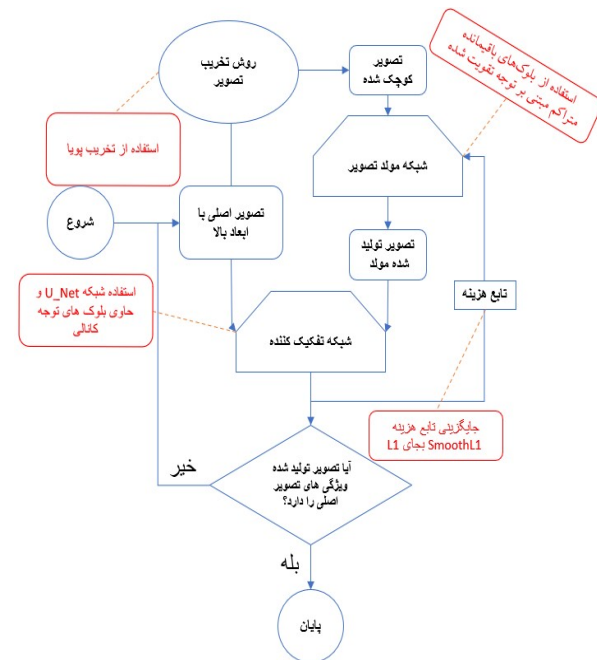 روش تخریب
تصویر
تصویر
کوچک شده
استفاده از بلوک‌های باقیمانده
متراکم مبتنی بر توجه تقویت شده
استفاده از تخریب پویا
شبکه مولد تصویر
شروع
تصویر اصلی با
ابعاد بالا
تصویر تولید
شده مولد
تابع هزینه
استفاده شبکه U_Net و
حاوی بلوک های توجه
کانالی
شبکه تفکیک کننده
جایگزینی تابع هزینه
SmoothL1 بجای L1
خیر
آیا تصویر تولید شده
ویژگی های تصویر
اصلی را دارد؟
بله
پایان